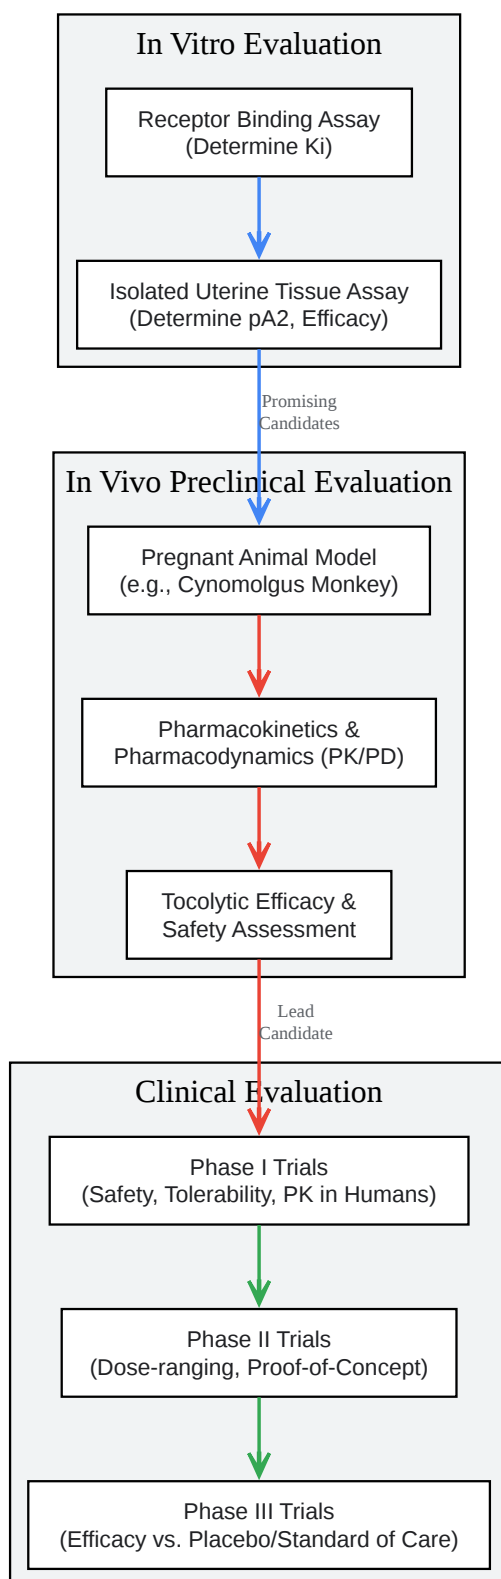 In Vitro Evaluation
Receptor Binding Assay
(Determine Ki)
Isolated Uterine Tissue Assay
(Determine pA2, Efficacy)
Promising
Candidates
In Vivo Preclinical Evaluation
Pregnant Animal Model
(e.g., Cynomolgus Monkey)
Pharmacokinetics &
Pharmacodynamics (PK/PD)
Tocolytic Efficacy &
Safety Assessment
Lead
Candidate
Clinical Evaluation
Phase I Trials
(Safety, Tolerability, PK in Humans)
Phase II Trials
(Dose-ranging, Proof-of-Concept)
Phase III Trials
(Efficacy vs. Placebo/Standard of Care)